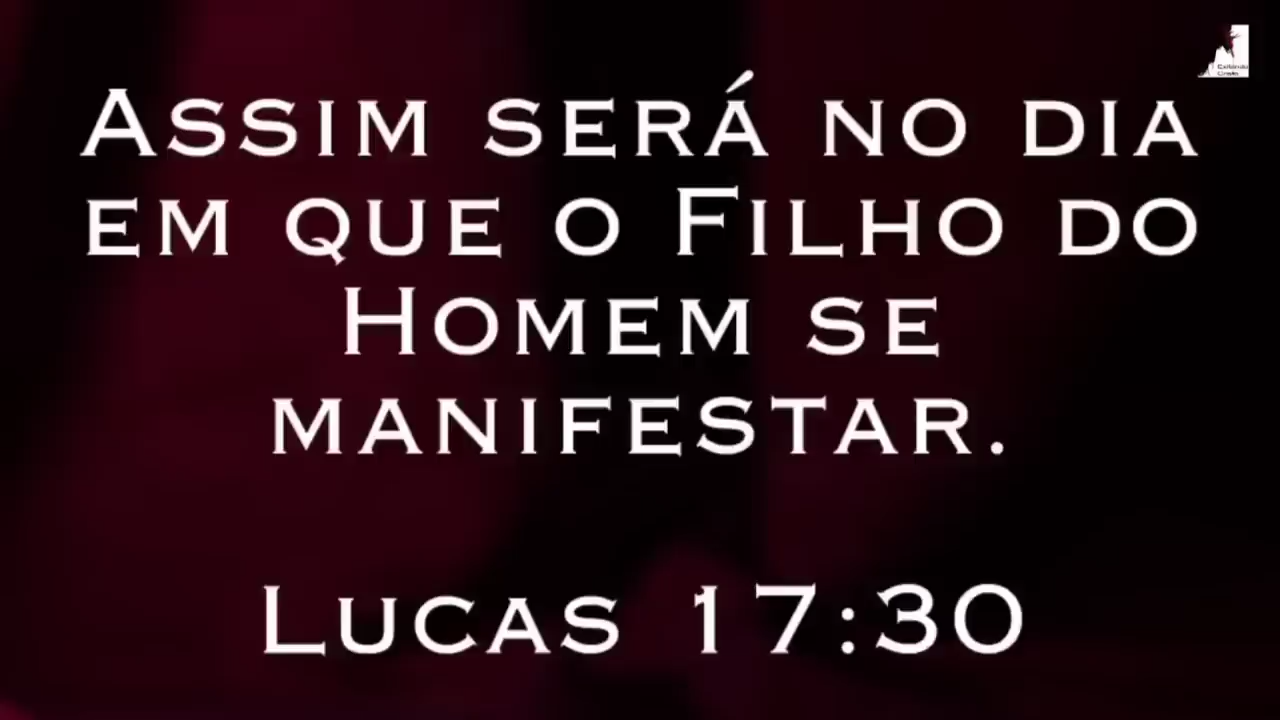 Assim será no dia
em que o Filho do
Homem se
manifestar.
Lucas 17:30